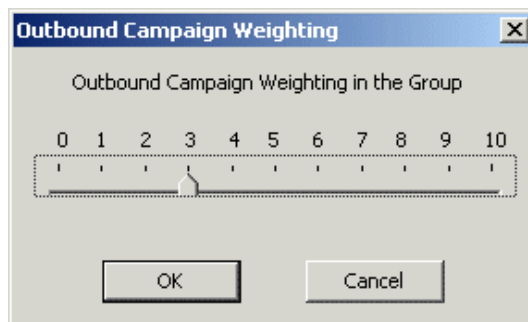 Outbound Campaign Weighting
Outbound Campaign Weighting in the Group
0 1 2 3 4 5 6 7 8 9 10
OK Cancel